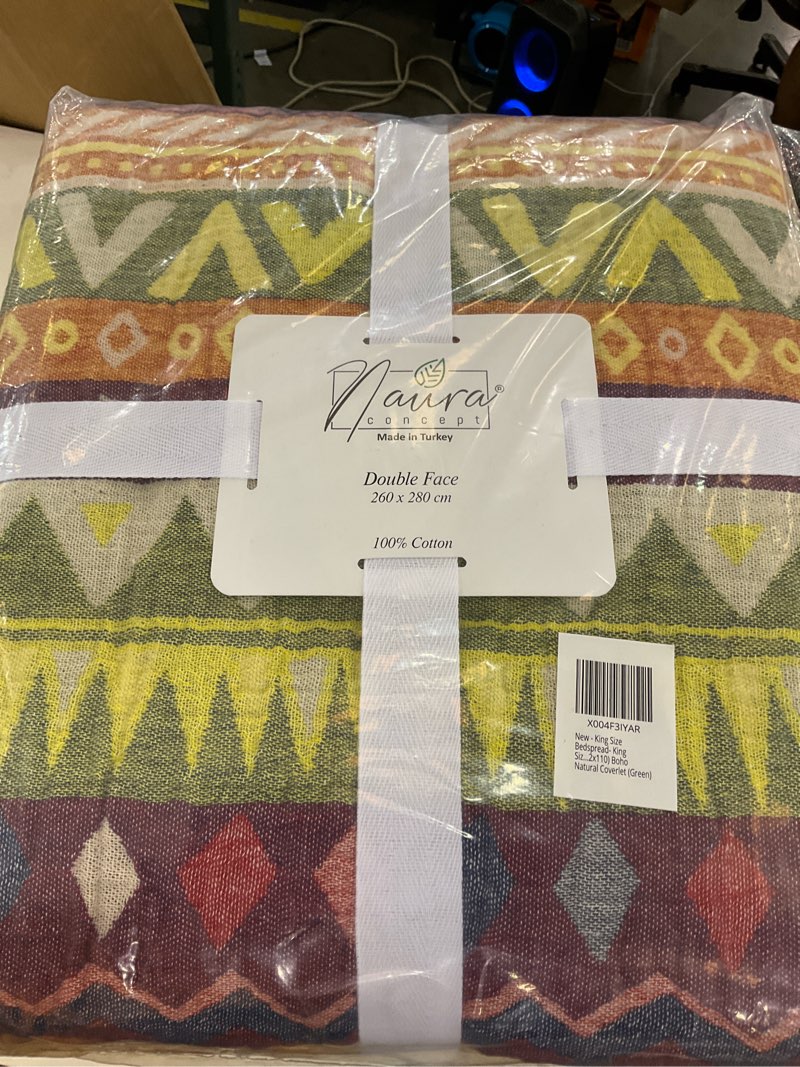 Naura®
concept
Made in Turkey
Double Face
260 x 280 cm
100% Cotton
X004F3IYAR
New - King Size
Bedspread- King
Siz...2x110) Boho
Natural Coverlet (Green)